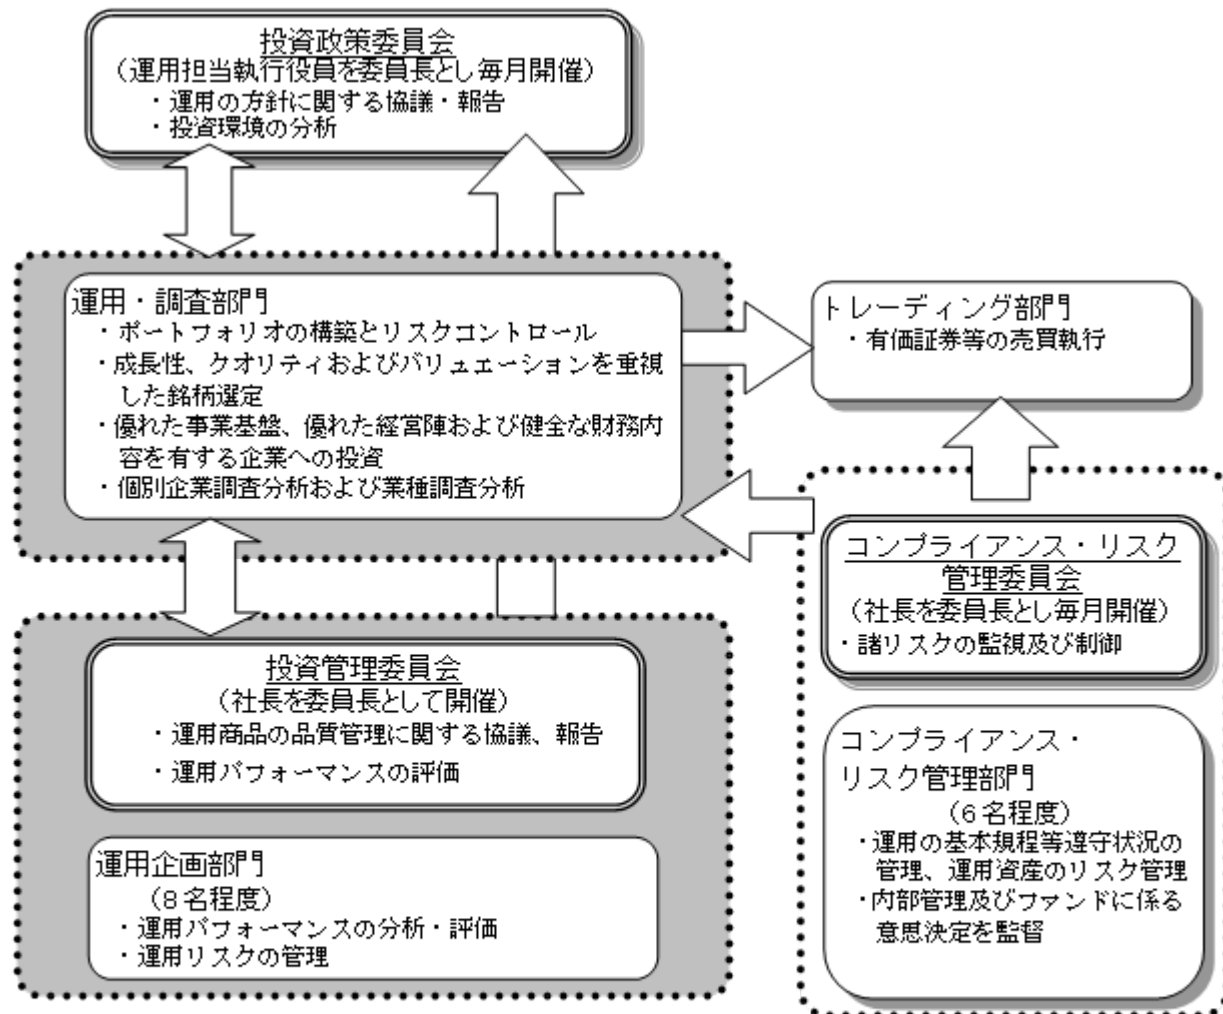 投資政策委員会
(運用担当執行役員を委員長とし毎月開催)
・運用の方針に関する協議・報告
・投資環境の分析
運用・調査部門
・ポートフォリオの構築とリスクコントロール
・成長性、クオリティおよびバリュエーションを重視
した銘柄選定
・優れた事業基盤、優れた経営陣および健全な財務内
容を有する企業への投資
・個別企業調査分析および業種調査分析
トレーディング部門
・有価証券等の売買執行
投資管理委員会
(社長を委員長として開催)
・運用商品の品質管理に関する協議、報告
・運用パフォーマンスの評価
運用企画部門
(8名程度)
・運用パフォーマンスの分析・評価
・運用リスクの管理
コンプライアンス・リスク
管理委員会
(社長を委員長とし毎月開催)
・諸リスクの監視及び制御
コンプライアンス・
リスク管理部門
(6名程度)
・運用の基本規程等遵守状況の
管理、運用資産のリスク管理
・内部管理及びファンドに係る
意思決定を監督